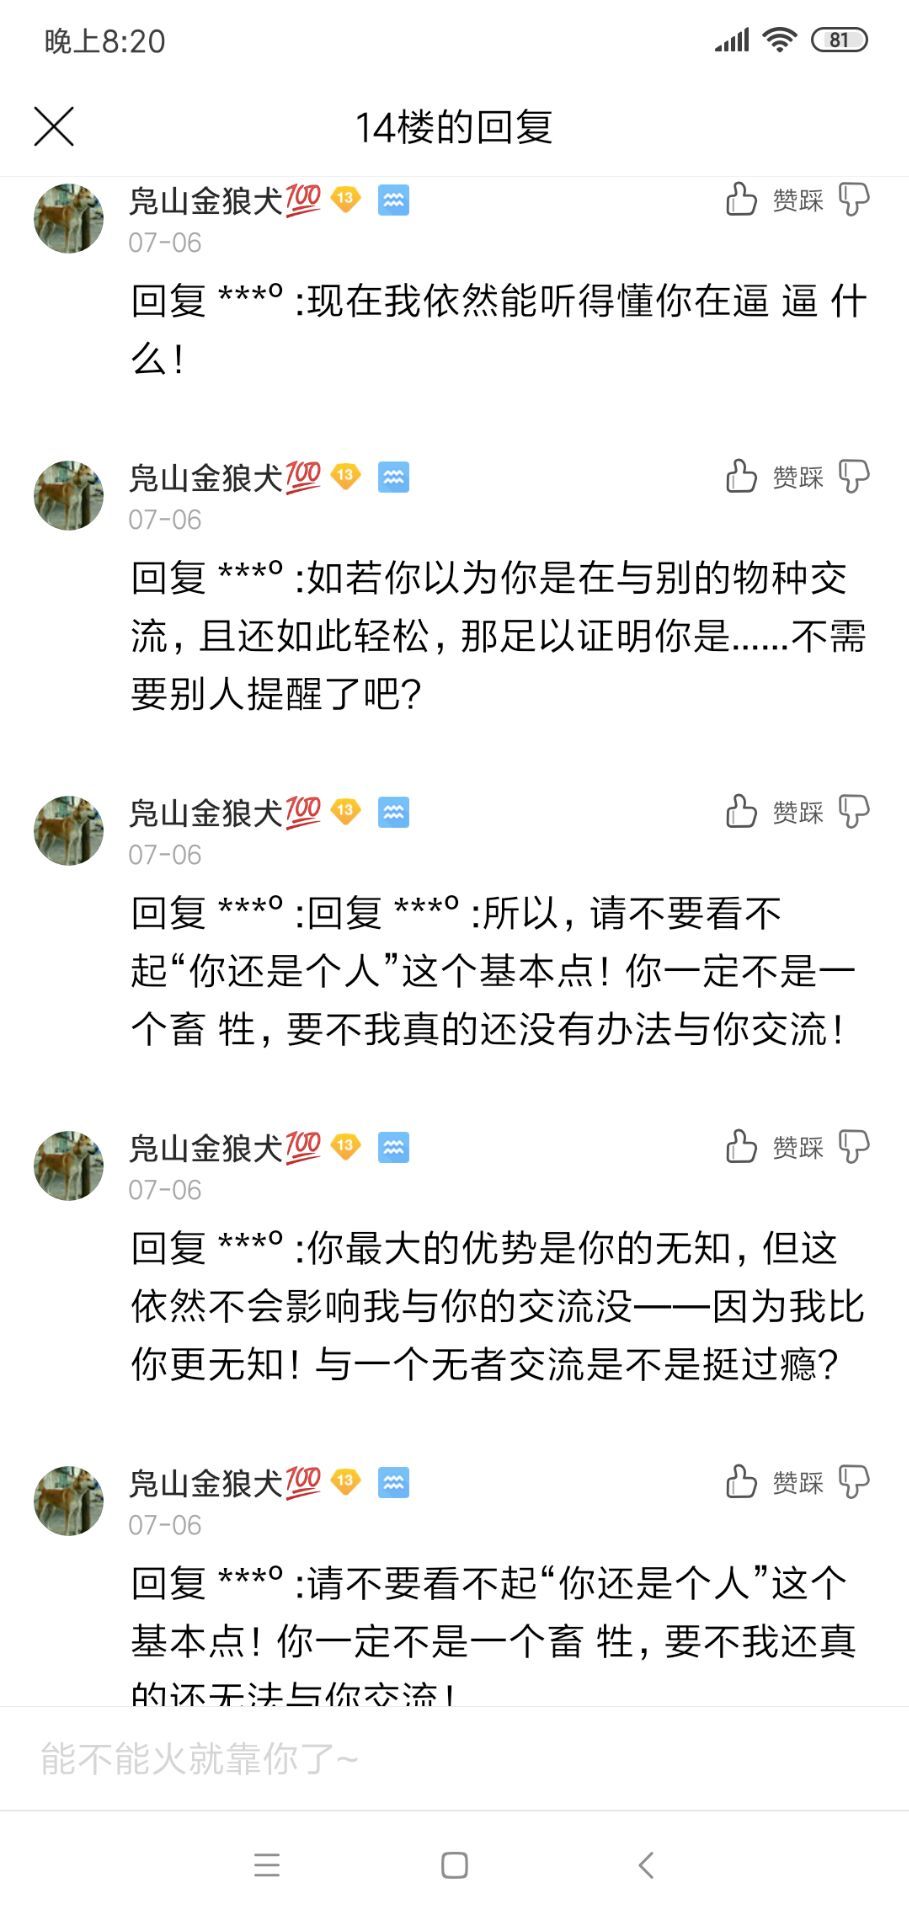 晚上8:20
81
14楼的回复
凫山金狼犬💯 13
赞踩
07-06
回复 ***º :现在我依然能听得懂你在逼 逼 什
么！
凫山金狼犬💯 13
赞踩
07-06
回复 ***º :如若你以为你是在与别的物种交
流，且还如此轻松，那足以证明你是......不需
要别人提醒了吧？
凫山金狼犬💯 13
赞踩
07-06
回复 ***º :回复 ***º :所以，请不要看不
起“你还是个人”这个基本点！你一定不是一
个畜 牲，要不我真的还没有办法与你交流！
凫山金狼犬💯 13
赞踩
07-06
回复 ***º :你最大的优势是你的无知，但这
依然不会影响我与你的交流没——因为我比
你更无知！与一个无者交流是不是挺过瘾？
凫山金狼犬💯 13
赞踩
07-06
回复 ***º :请不要看不起“你还是个人”这个
基本点！你一定不是一个畜 牲，要不我还真
的还无法与你交流！
能不能火就靠你了~